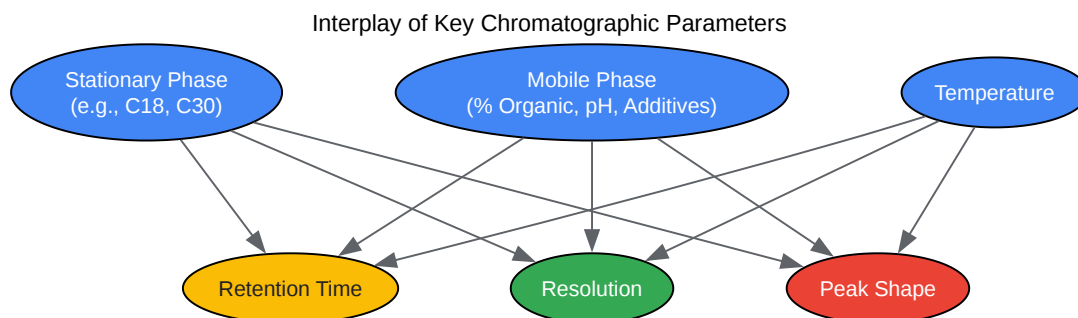 Interplay of Key Chromatographic Parameters
Stationary Phase
(e.g., C18, C30)
Mobile Phase
(% Organic, pH, Additives)
Temperature
Retention Time
Resolution
Peak Shape